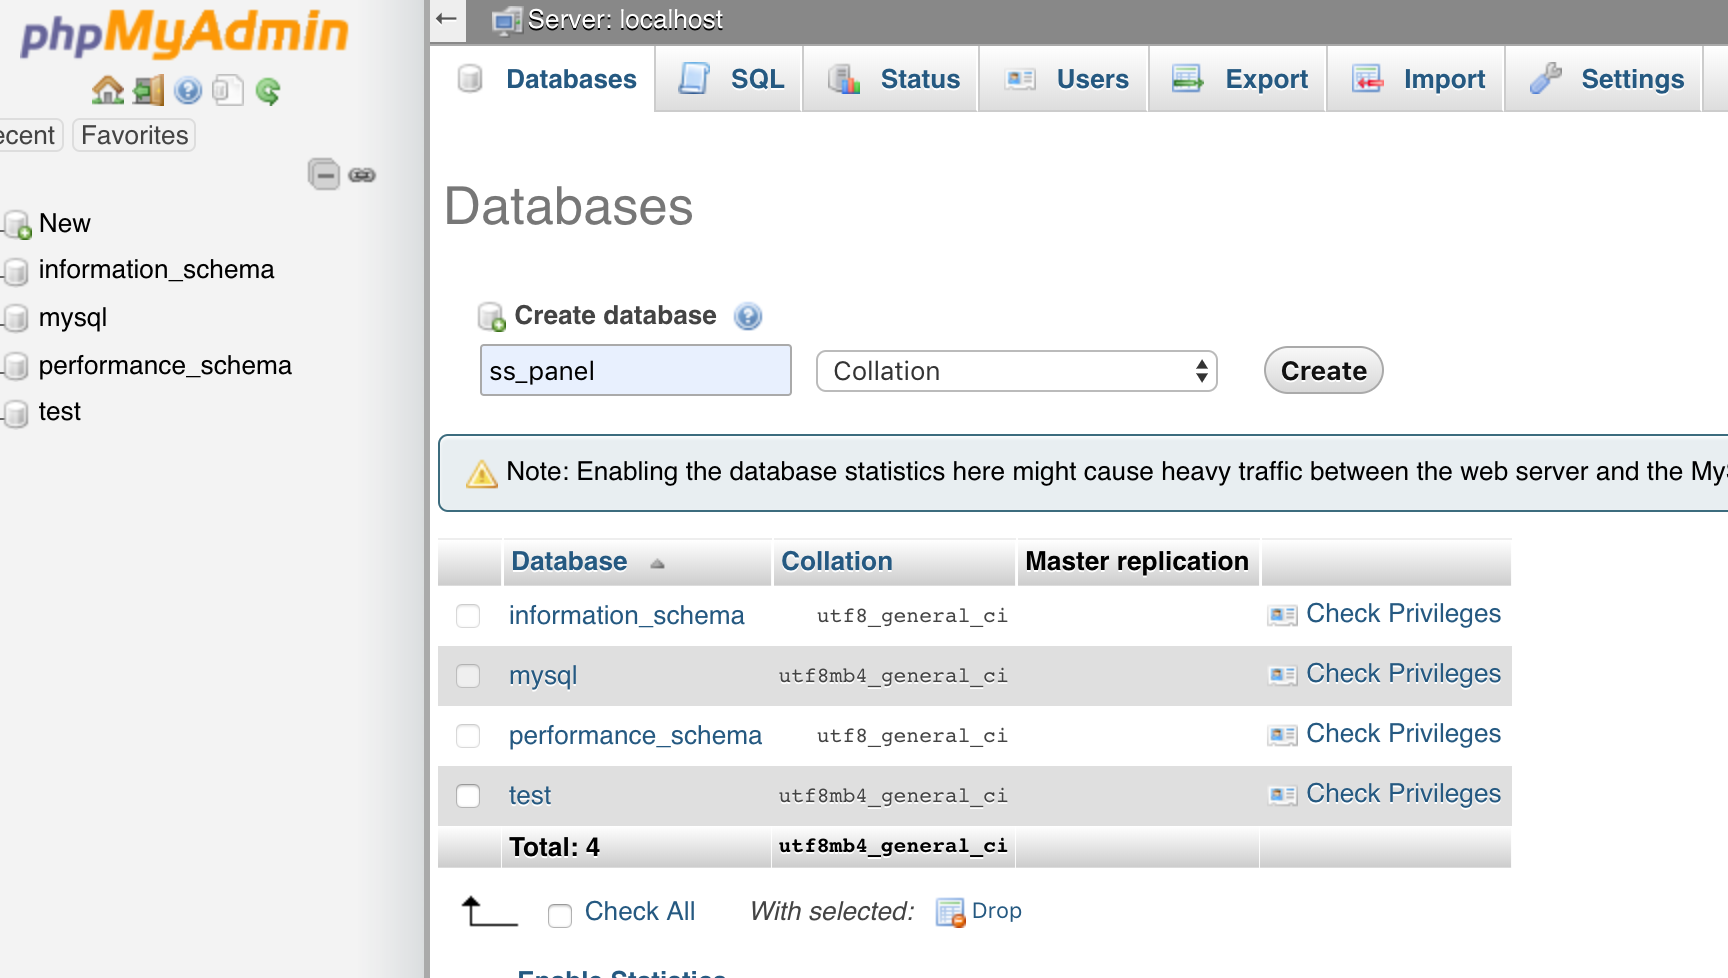 phpMyAdmin
ecent
Favorites
New
information_schema
mysql
performance_schema
test
Server: localhost
Databases
SQL
Status
Users
Export
Import
Settings
Databases
Create database
ss_panel
Collation
Create
Note: Enabling the database statistics here might cause heavy traffic between the web server and the My
Database Collation Master replication
information_schema utf8_general_ci Check Privileges
mysql utf8mb4_general_ci Check Privileges
performance_schema utf8_general_ci Check Privileges
test utf8mb4_general_ci Check Privileges
Total: 4 utf8mb4_general_ci
Check All With selected: Drop
Enable Statistics